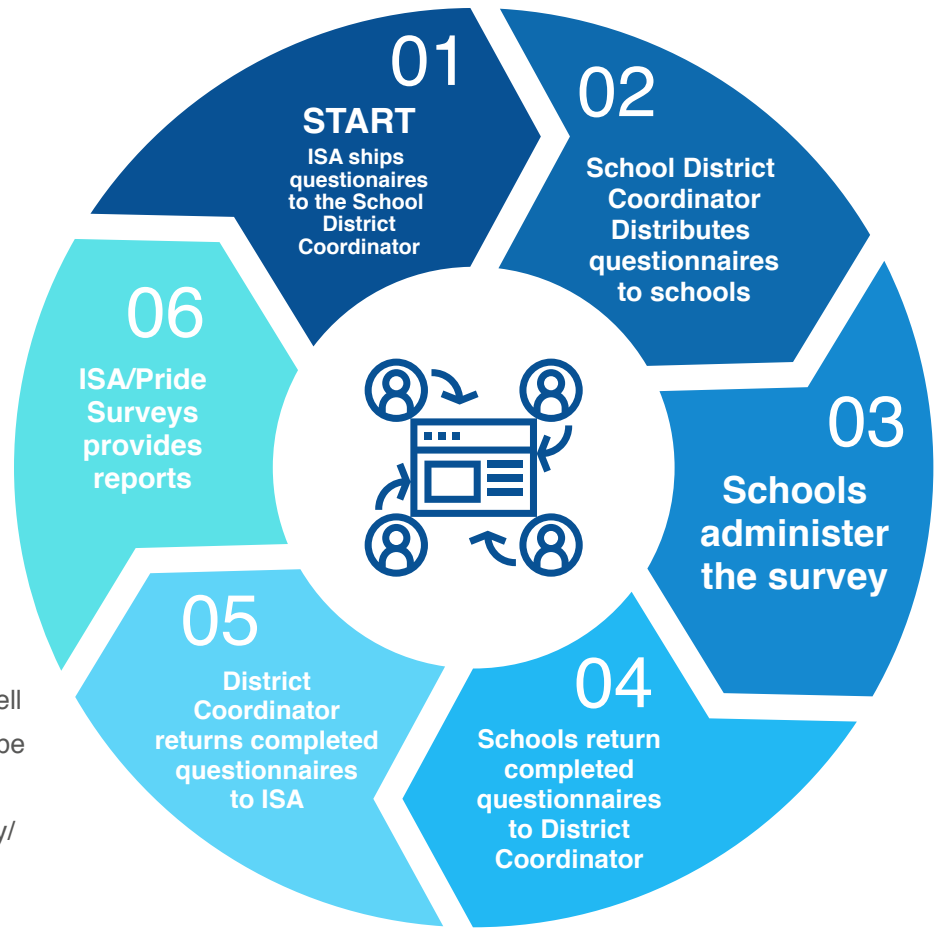 01
START
ISA ships
questionaires
to the School
District
Coordinator
02
School District
Coordinator
Distributes
questionnaires
to schools
03
Schools
administer
the survey
04
Schools return
completed
questionnaires
to District
Coordinator
05
District
Coordinator
returns completed
questionnaires
to ISA
06
ISA/Pride
Surveys
provides
reports
ell
be
y/